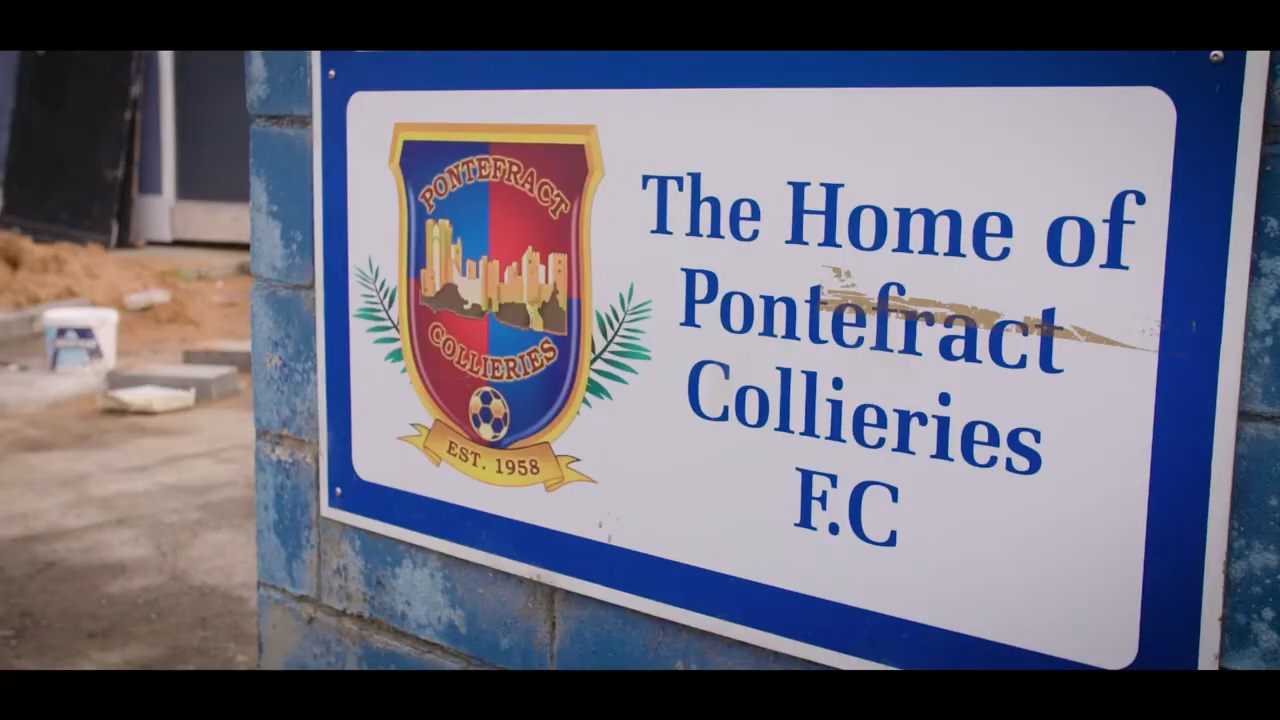 PONTEFRACT
COLLIERIES
EST. 1958
The Home of
Pontefract
Collieries
F.C